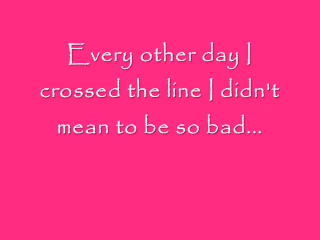 Every other day I
crossed the line I didn't
mean to be so bad...